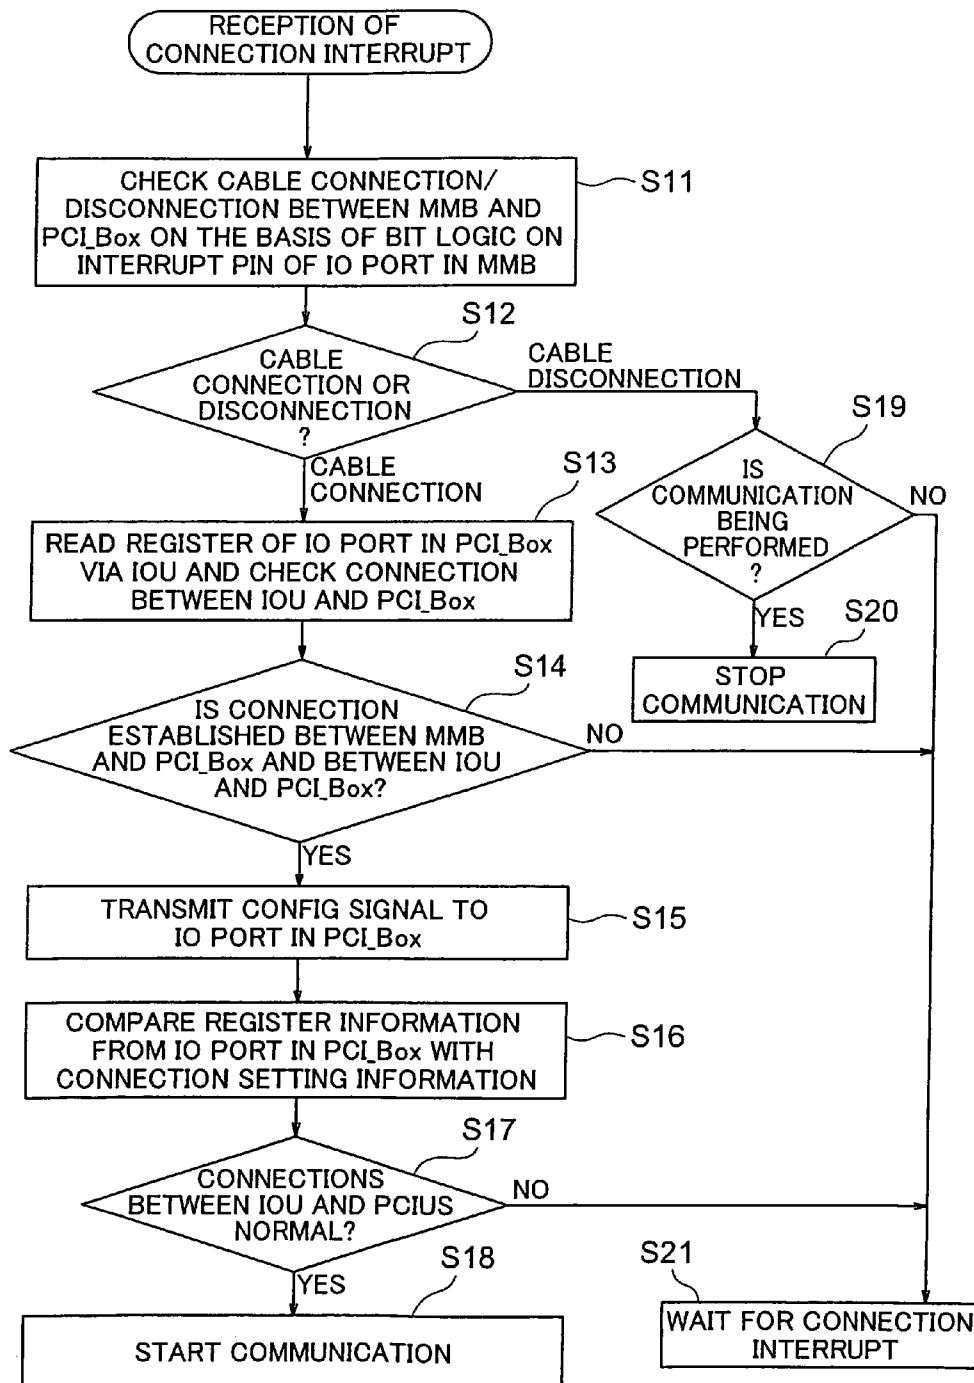 RECEPTION OF
CONNECTION INTERRUPT
CHECK CABLE CONNECTION/
DISCONNECTION BETWEEN MMB AND
PCI_Box ON THE BASIS OF BIT LOGIC ON
INTERRUPT PIN OF IO PORT IN MMB
S11
S12
CABLE
CONNECTION OR
DISCONNECTION
?
CABLE
DISCONNECTION
CABLE
CONNECTION
S13
READ REGISTER OF IO PORT IN PCI_Box
VIA IOU AND CHECK CONNECTION
BETWEEN IOU AND PCI_Box
S19
IS
COMMUNICATION
BEING
PERFORMED
?
NO
YES
S20
STOP
COMMUNICATION
S14
IS CONNECTION
ESTABLISHED BETWEEN MMB
AND PCI_Box AND BETWEEN IOU
AND PCI_Box?
NO
YES
TRANSMIT CONFIG SIGNAL TO
IO PORT IN PCI_Box
S15
COMPARE REGISTER INFORMATION
FROM IO PORT IN PCI_Box WITH
CONNECTION SETTING INFORMATION
S16
S17
CONNECTIONS
BETWEEN IOU AND PCIUS
NORMAL?
NO
YES
S18
START COMMUNICATION
S21
WAIT FOR CONNECTION
INTERRUPT